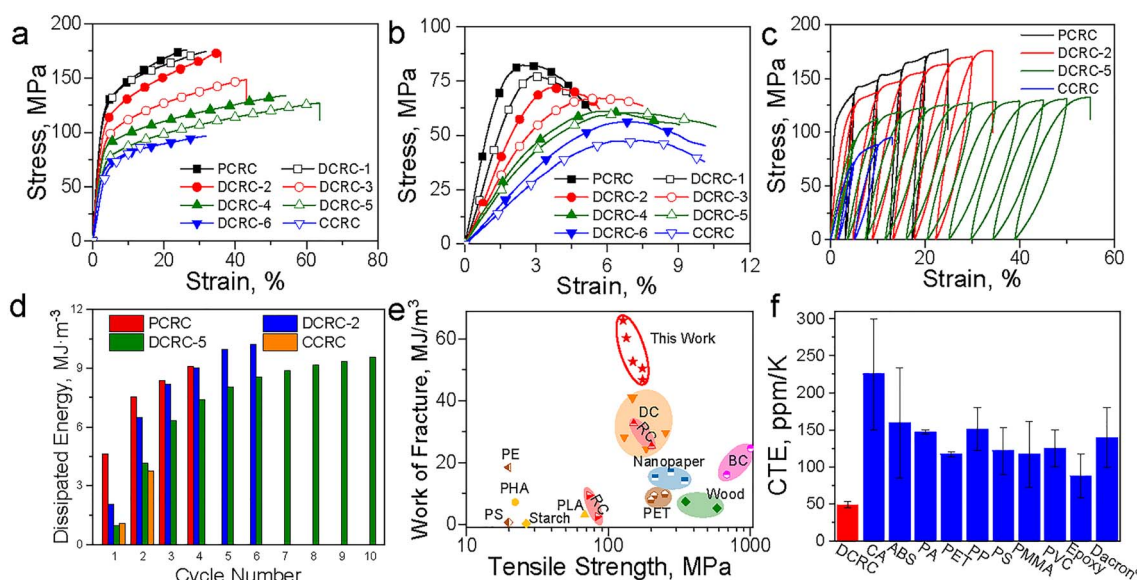 a
200
150
100
50
0
Stress, MPa
PCRC
DCRC-1
DCRC-2
DCRC-3
DCRC-4
DCRC-5
DCRC-6
CCRC
0
20
40
60
80
Strain, %
b
100
75
50
25
0
Stress, MPa
PCRC
DCRC-1
DCRC-2
DCRC-3
DCRC-4
DCRC-5
DCRC-6
CCRC
0
3
6
9
12
Strain, %
c
200
150
100
50
0
Stress, MPa
PCRC
DCRC-2
DCRC-5
CCRC
0
10
20
30
40
50
60
Strain, %
d
12
9
6
3
0
Dissipated Energy, MJ·m-3
PCRC
DCRC-2
DCRC-5
CCRC
1
2
3
4
5
6
7
8
9
10
Cycle Number
e
60
40
20
0
Work of Fracture, MJ/m3
This Work
DC
RC
Nanopaper
BC
PE
PHA
PLA
RC
PET
Wood
PS
Starch
10
100
1000
Tensile Strength, MPa
f
300
250
200
150
100
50
0
CTE, ppm/K
DCRC
CA
ABS
PA
PET
PP
PS
PMMA
PVC
Epoxy